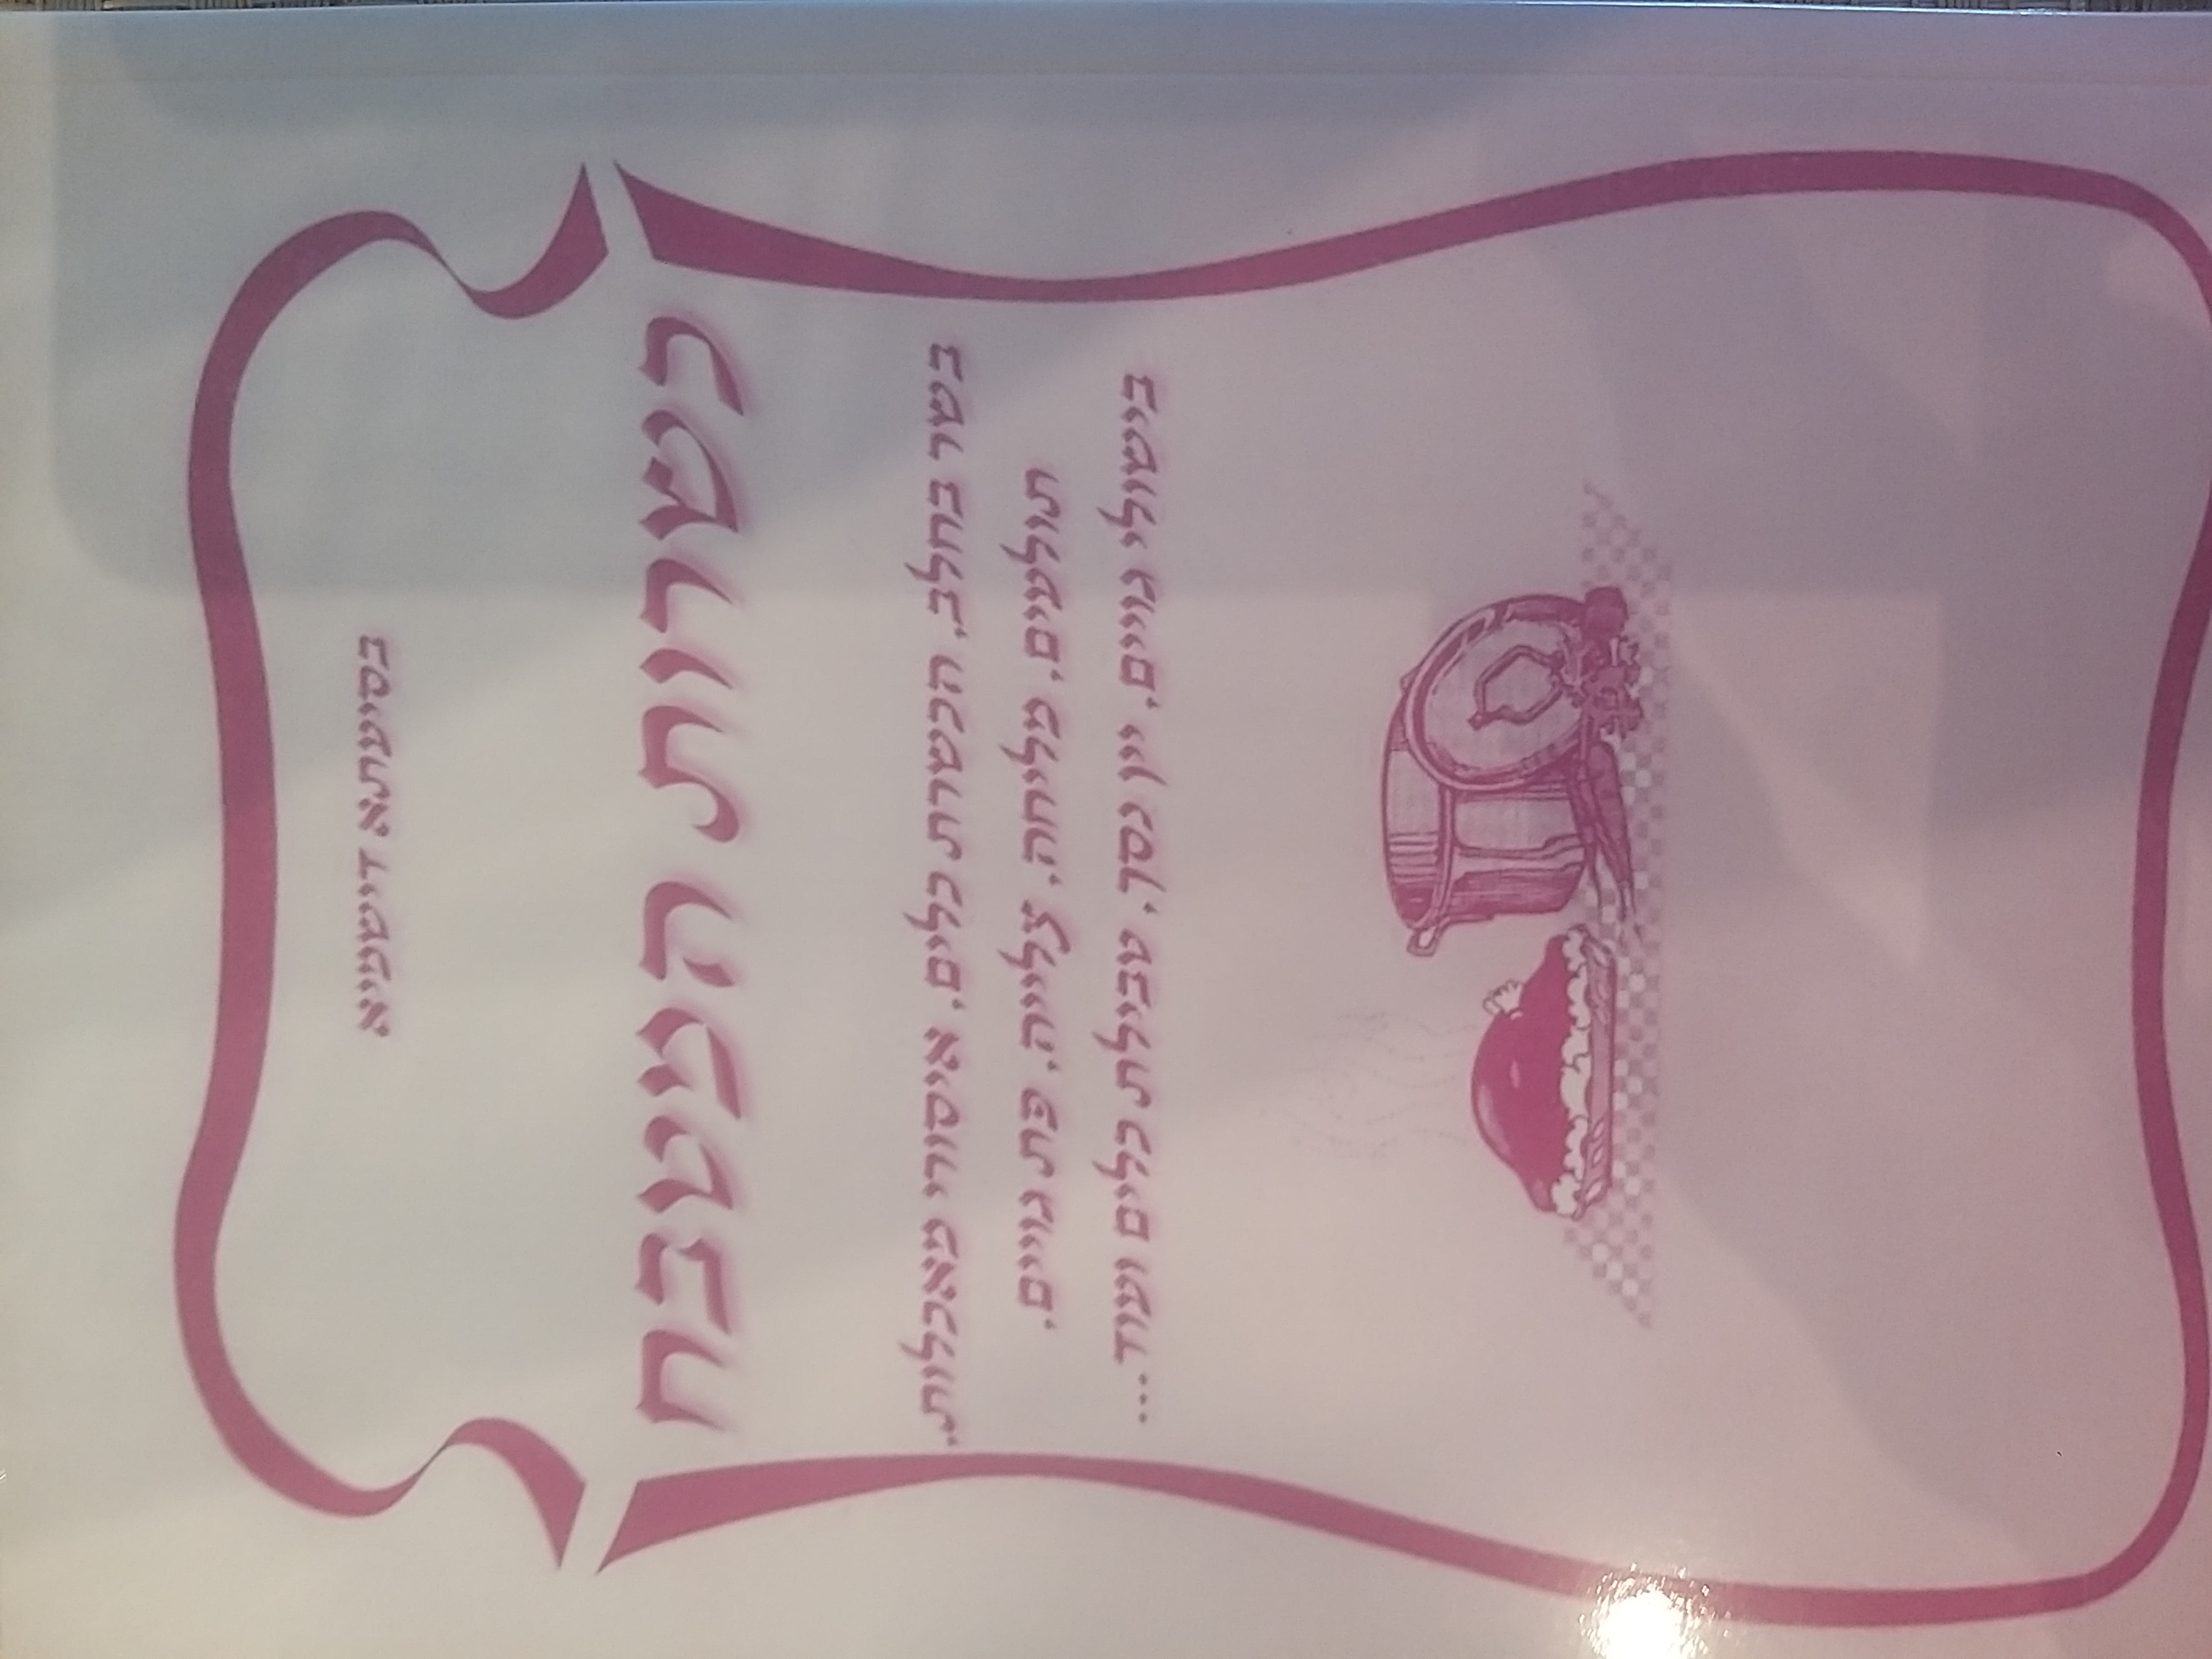 בסיעתא דישמיא
כשרות המטבח
בשר בחלב, הכשרת כלים, איסורי מאכלות,
תולעים, מליחה, צלייה, פת גויים,
בישולי גויים, יין נסך, טבילת כלים ועוד...